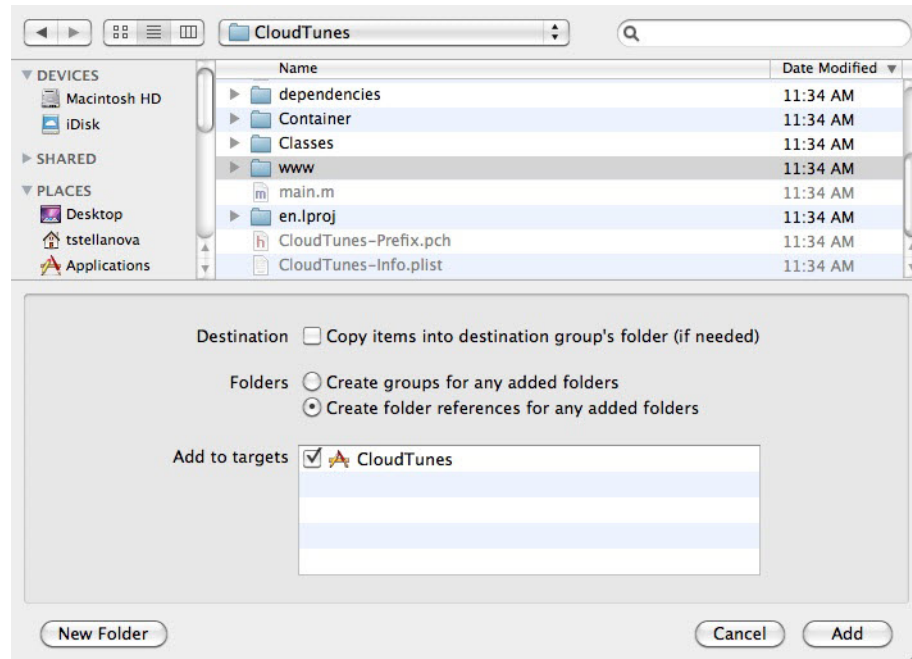 CloudTunes
Name Date Modified
DEVICES
Macintosh HD
iDisk
SHARED
PLACES
Desktop
tstellanova
Applications
dependencies 11:34 AM
Container 11:34 AM
Classes 11:34 AM
www 11:34 AM
m main.m 11:34 AM
en.lproj 11:34 AM
h CloudTunes-Prefix.pch 11:34 AM
CloudTunes-Info.plist 11:34 AM
Destination Copy items into destination group's folder (if needed)
Folders Create groups for any added folders
Create folder references for any added folders
Add to targets CloudTunes
New Folder Cancel Add